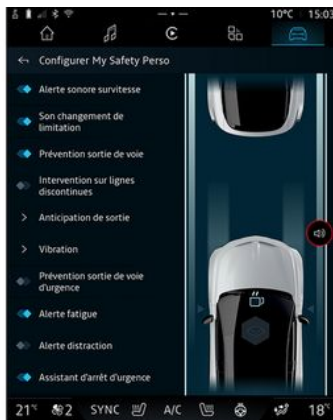 10°C 15:03
Configurer My Safety Perso
Alerte sonore survitesse
Son changement de
limitation
Prévention sortie de voie
Intervention sur lignes
discontinues
Anticipation de sortie
Vibration
Prévention sortie de voie
d'urgence
Alerte fatigue
Alerte distraction
Assistant d'arrêt d'urgence
21° 2 SYNC A/C 18°